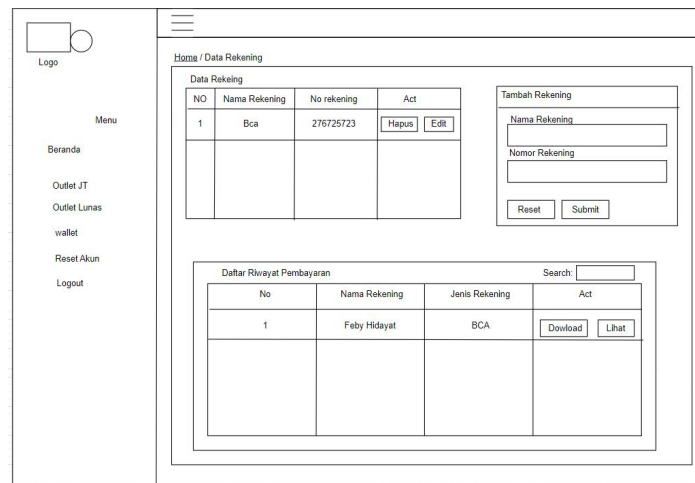 Logo
Menu
Beranda
Outlet JT
Outlet Lunas
wallet
Reset Akun
Logout
Home / Data Rekening
Data Rekeing
NO Nama Rekening No rekening Act
1 Bca 276725723 Hapus Edit
Tambah Rekening
Nama Rekening
Nomor Rekening
Reset Submit
Daftar Riwayat Pembayaran Search:
No Nama Rekening Jenis Rekening Act
1 Feby Hidayat BCA Dowload Lihat